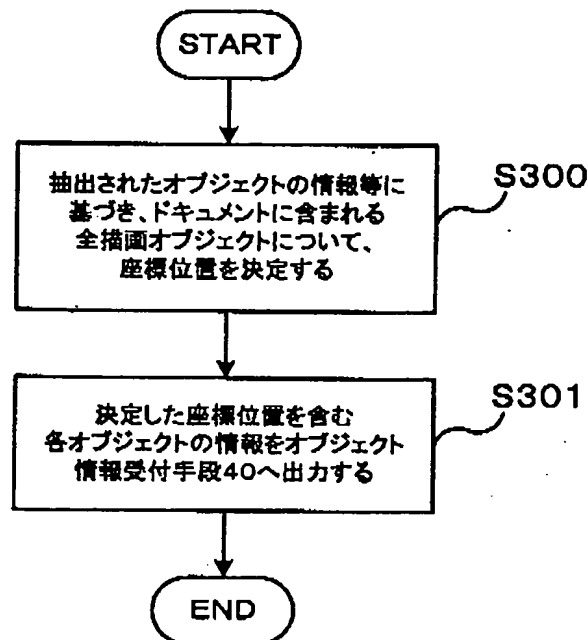 START
抽出されたオブジェクトの情報等に
基づき、ドキュメントに含まれる
全描画オブジェクトについて、
座標位置を決定する
S300
決定した座標位置を含む
各オブジェクトの情報をオブジェクト
情報受付手段40へ出力する
S301
END